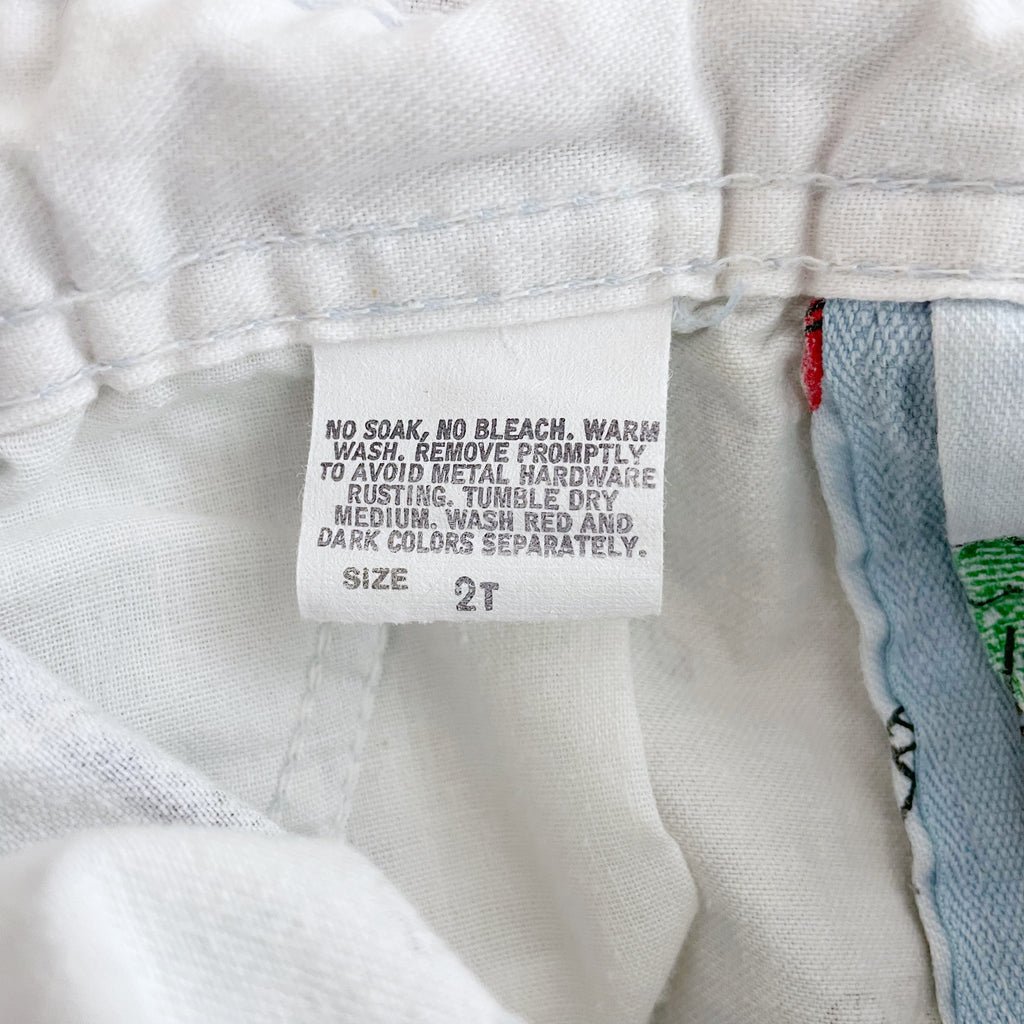 NO SOAK, NO BLEACH. WARM
WASH. REMOVE PROMPTLY
TO AVOID METAL HARDWARE
RUSTING. TUMBLE DRY
MEDIUM. WASH RED AND
DARK COLORS SEPARATELY.
SIZE 2T